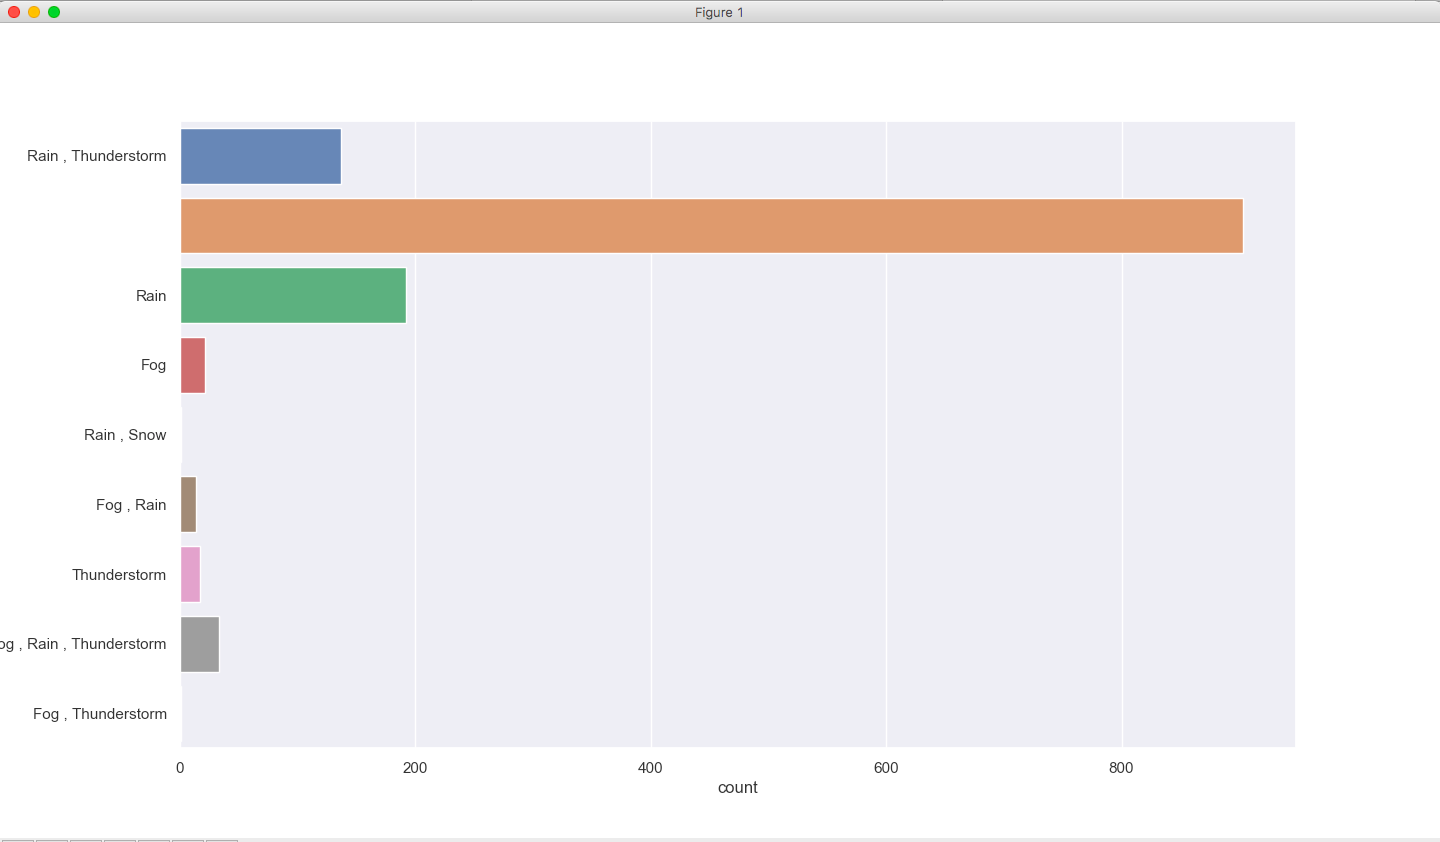 Figure 1
Rain , Thunderstorm
Rain
Fog
Rain , Snow
Fog , Rain
Thunderstorm
og , Rain , Thunderstorm
Fog , Thunderstorm
0 200 400 600 800
count